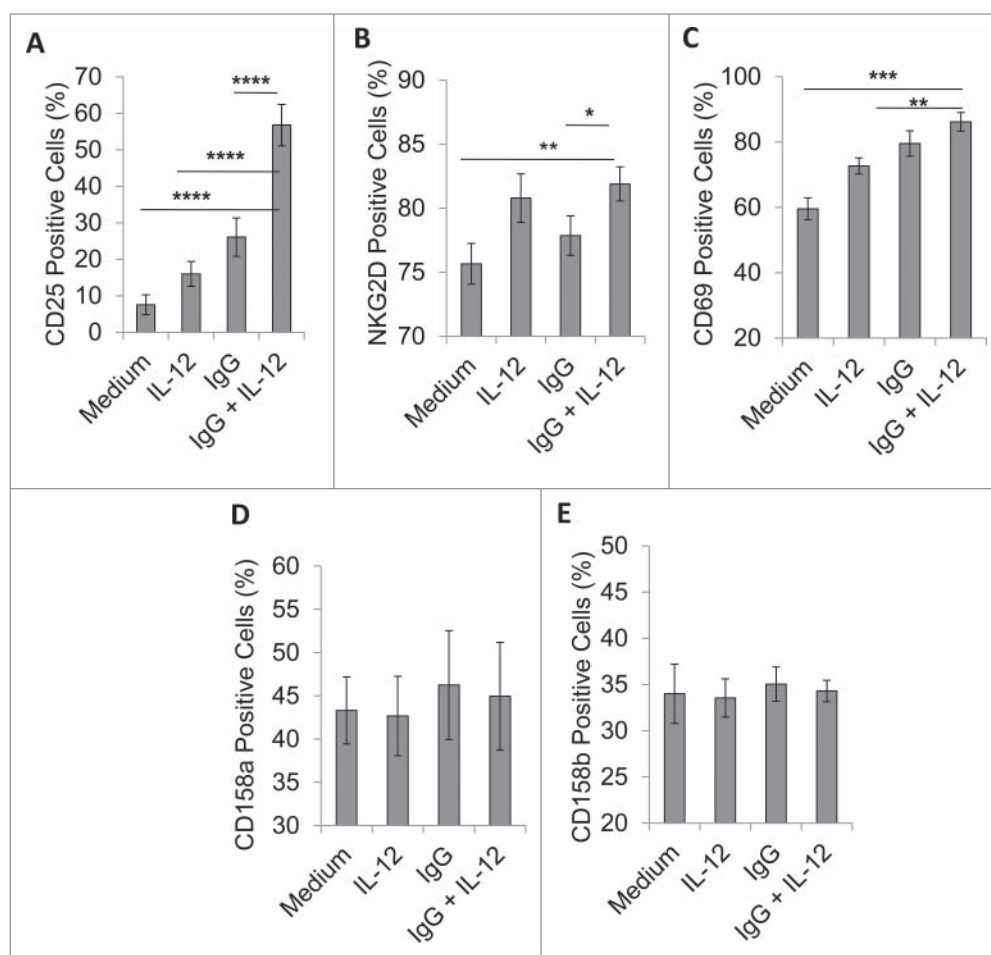 A
CD25 Positive Cells (%)
70
60
50
40
30
20
10
0
****
****
****
Medium
IL-12
IgG
IgG + IL-12
B
NKG2D Positive Cells (%)
90
85
80
75
70
*
**
Medium
IL-12
IgG
IgG + IL-12
C
CD69 Positive Cells (%)
100
80
60
40
20
***
**
Medium
IL-12
IgG
IgG + IL-12
D
CD158a Positive Cells (%)
60
55
50
45
42
45
30
Medium
IL-12
IgG
IgG + IL-12
E
CD158b Positive Cells (%)
50
45
40
35
33
25
20
Medium
IL-12
IgG
IgG + IL-12